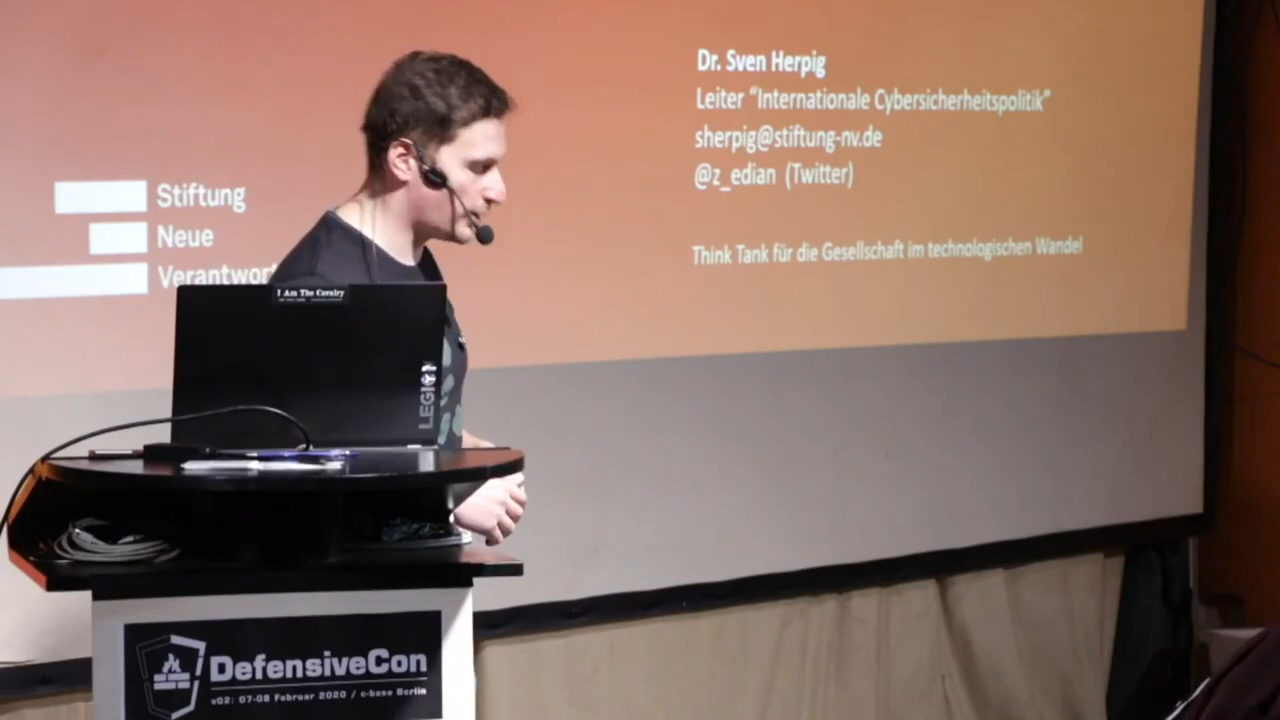 Dr. Sven Herpig
Leiter “Internationale Cybersicherheitspolitik”
sherpig@stiftung-nv.de
@z_edian (Twitter)
Think Tank für die Gesellschaft im technologischen Wandel
Stiftung
Neue
Verantwor
I Am The Cavalry
LEGION
DefensiveCon
v02: 07-08 Februar 2020 / c-base Berlin